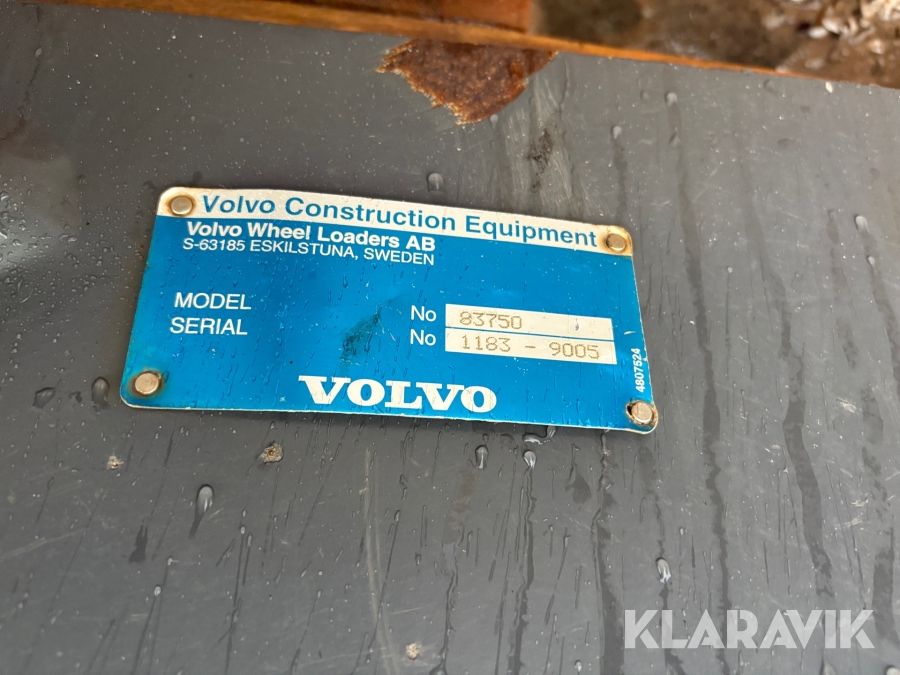 Volvo Construction Equipment
Volvo Wheel Loaders AB
S-63185 ESKILSTUNA, SWEDEN
MODEL No 83750
SERIAL No 1183 - 9005
4807524
VOLVO
KLARAVIK